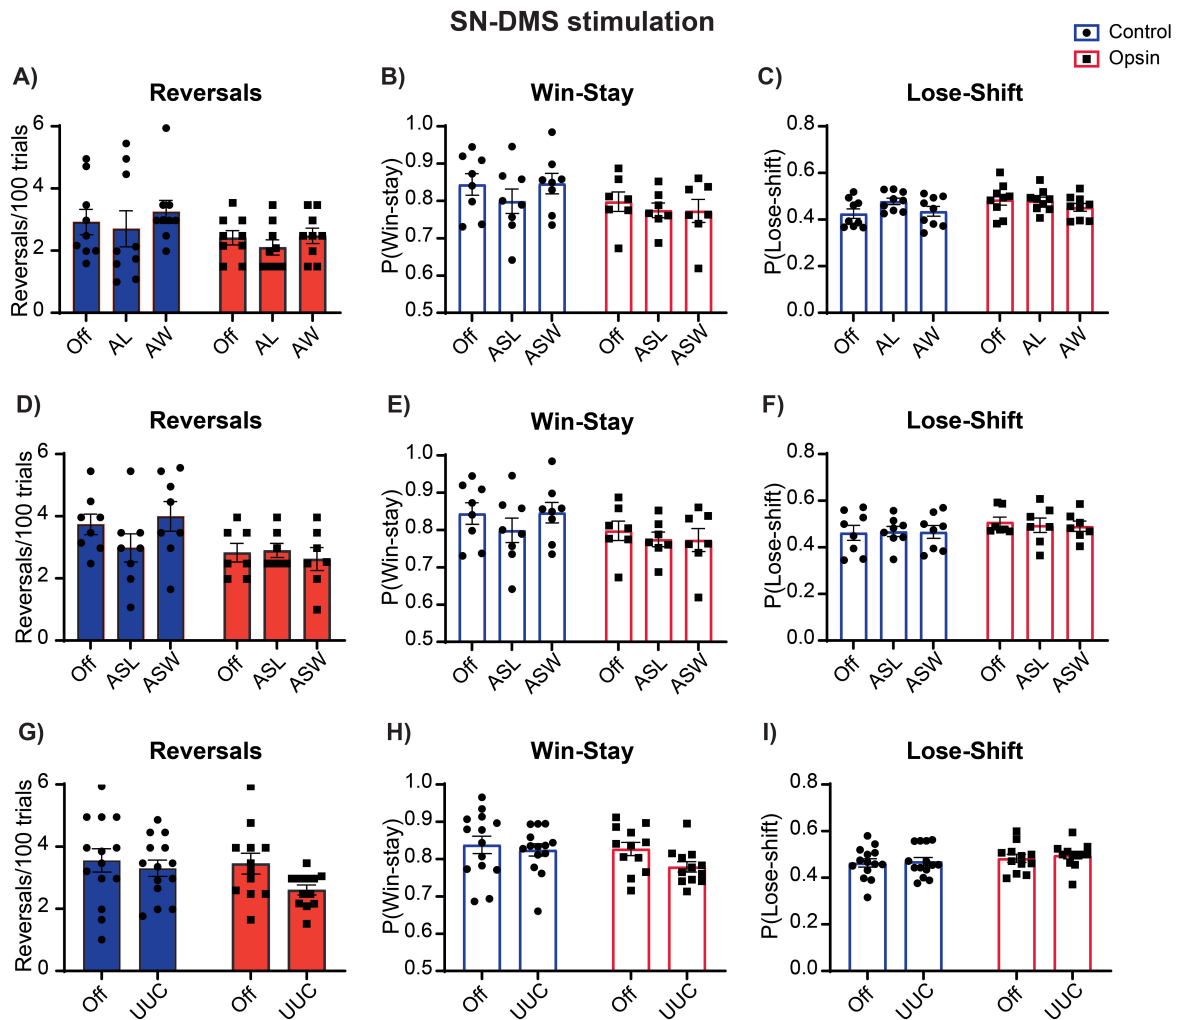 SN-DMS stimulation
Control
Opsin
A)
Reversals
Reversals/100 trials
6
4
2
0
Off
AL
AW
Off
AL
AW
B)
Win-Stay
P(Win-stay)
1.0
0.9
0.8
0.7
0.6
0.5
Off
ASL
ASW
Off
ASL
ASW
C)
Lose-Shift
P(Lose-shift)
0.8
0.6
0.4
0.2
0.0
Off
AL
AW
Off
AL
AW
D)
Reversals
Reversals/100 trials
6
4
2
0
Off
ASL
ASW
Off
ASL
ASW
E)
Win-Stay
P(Win-stay)
1.0
0.9
0.8
0.7
0.6
0.5
Off
ASL
ASW
Off
ASL
ASW
F)
Lose-Shift
P(Lose-shift)
0.8
0.6
0.4
0.2
0.0
Off
ASL
ASW
Off
ASL
ASW
G)
Reversals
Reversals/100 trials
6
4
2
0
Off
UUC
Off
UUC
H)
Win-Stay
P(Win-stay)
1.0
0.9
0.8
0.7
0.6
0.5
Off
UUC
Off
UUC
I)
Lose-Shift
P(Lose-shift)
0.8
0.6
0.4
0.2
0.0
Off
UUC
Off
UUC